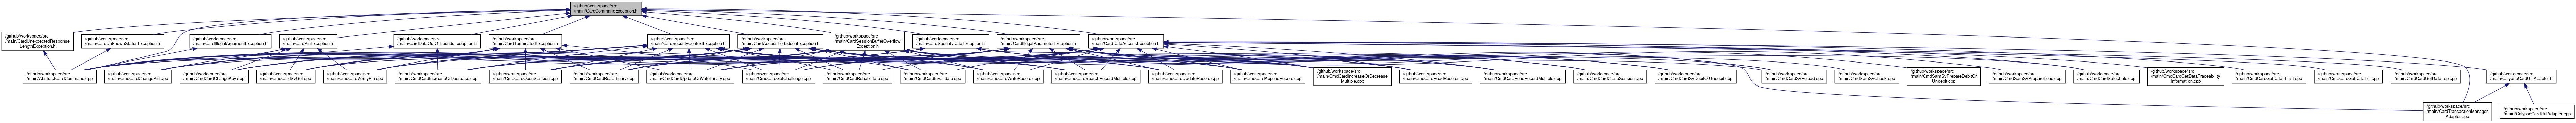 /github/workspace/src
/main/CardCommandException.h
/github/workspace/src
/main/CardUnexpectedResponse
LengthException.h
/github/workspace/src
/main/CardUnknownStatusException.h
/github/workspace/src
/main/CardIllegalArgumentException.h
/github/workspace/src
/main/CardPinException.h
/github/workspace/src
/main/CardDataOutOfBoundsException.h
/github/workspace/src
/main/CardTerminatedException.h
/github/workspace/src
/main/CardSecurityContextException.h
/github/workspace/src
/main/CardAccessForbiddenException.h
/github/workspace/src
/main/CardSessionBufferOverflow
Exception.h
/github/workspace/src
/main/CardSecurityDataException.h
/github/workspace/src
/main/CardIllegalParameterException.h
/github/workspace/src
/main/CardDataAccessException.h
/github/workspace/src
/main/AbstractCardCommand.cpp
/github/workspace/src
/main/CmdCardChangePin.cpp
/github/workspace/src
/main/CmdCardChangeKey.cpp
/github/workspace/src
/main/CmdCardSvGet.cpp
/github/workspace/src
/main/CmdCardVerifyPin.cpp
/github/workspace/src
/main/CmdCardIncreaseOrDecrease.cpp
/github/workspace/src
/main/CmdCardOpenSession.cpp
/github/workspace/src
/main/CmdCardReadBinary.cpp
/github/workspace/src
/main/CmdCardUpdateOrWriteBinary.cpp
/github/workspace/src
/main/CmdCardGetChallenge.cpp
/github/workspace/src
/main/CmdCardRehabilitate.cpp
/github/workspace/src
/main/CmdCardInvalidate.cpp
/github/workspace/src
/main/CmdCardWriteRecord.cpp
/github/workspace/src
/main/CmdCardSearchRecordMultiple.cpp
/github/workspace/src
/main/CmdCardUpdateRecord.cpp
/github/workspace/src
/main/CmdCardAppendRecord.cpp
/github/workspace/src
/main/CmdCardIncreaseOrDecrease
Multiple.cpp
/github/workspace/src
/main/CmdCardReadRecords.cpp
/github/workspace/src
/main/CmdCardReadRecordMultiple.cpp
/github/workspace/src
/main/CmdCardCloseSession.cpp
/github/workspace/src
/main/CmdCardSvDebitOrUndebit.cpp
/github/workspace/src
/main/CmdCardSvReload.cpp
/github/workspace/src
/main/CmdSamSvCheck.cpp
/github/workspace/src
/main/CmdSamSvPrepareDebitOr
Undebit.cpp
/github/workspace/src
/main/CmdSamSvPrepareLoad.cpp
/github/workspace/src
/main/CmdCardSelectFile.cpp
/github/workspace/src
/main/CmdCardGetDataTraceability
Information.cpp
/github/workspace/src
/main/CmdCardGetDataEfList.cpp
/github/workspace/src
/main/CmdCardGetDataFci.cpp
/github/workspace/src
/main/CmdCardGetDataFcp.cpp
/github/workspace/src
/main/CalypsoCardUtilAdapter.h
/github/workspace/src
/main/CardTransactionManager
Adapter.cpp
/github/workspace/src
/main/CalypsoCardUtilAdapter.cpp